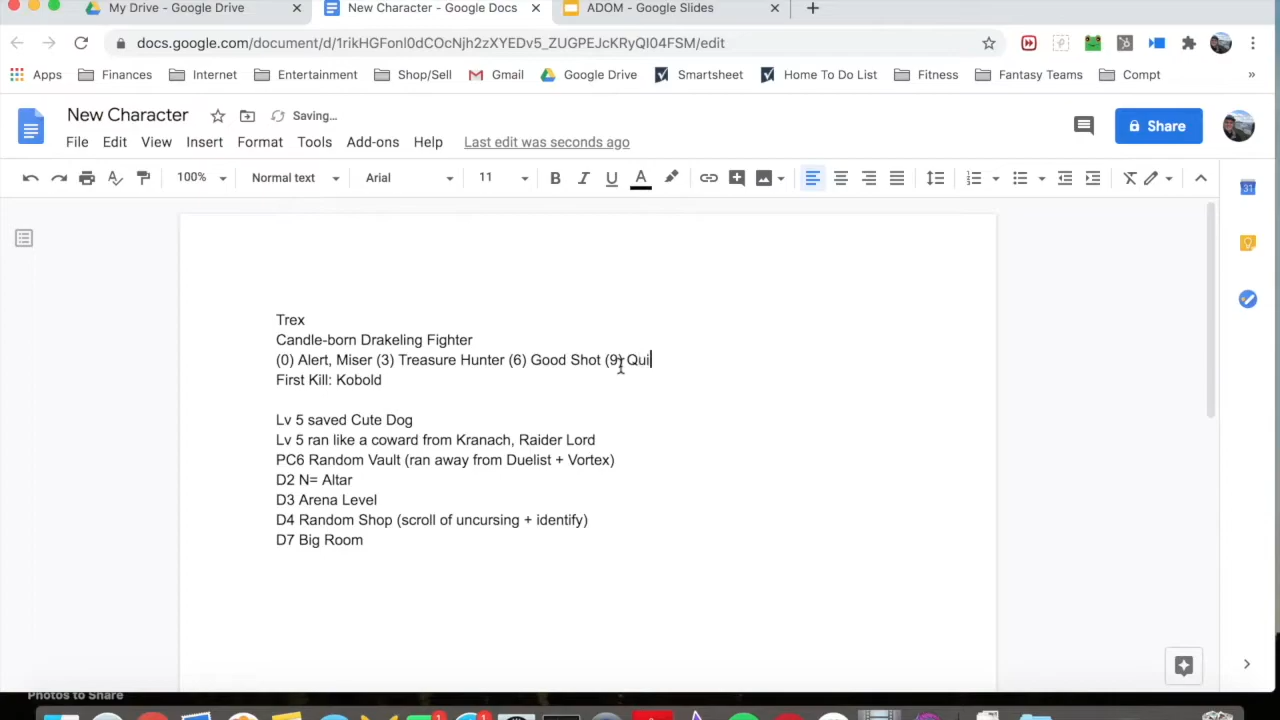 My Drive - Google Drive
New Character - Google Docs
ADOM - Google Slides
docs.google.com/document/d/1rikHGFonl0dCOcNjh2zXYEDv5_ZUGPEJcKRyQI04FSM/edit
Apps Finances Internet Entertainment Shop/Sell Gmail Google Drive Smartsheet Home To Do List Fitness Fantasy Teams Compt »
New Character Saving...
Share
File Edit View Insert Format Tools Add-ons Help Last edit was seconds ago
100% Normal text Arial 11 B I U A
31
Trex
Candle-born Drakeling Fighter
(0) Alert, Miser (3) Treasure Hunter (6) Good Shot (9) Qui
First Kill: Kobold
Lv 5 saved Cute Dog
Lv 5 ran like a coward from Kranach, Raider Lord
PC6 Random Vault (ran away from Duelist + Vortex)
D2 N= Altar
D3 Arena Level
D4 Random Shop (scroll of uncursing + identify)
D7 Big Room
Photos to Share
1 1